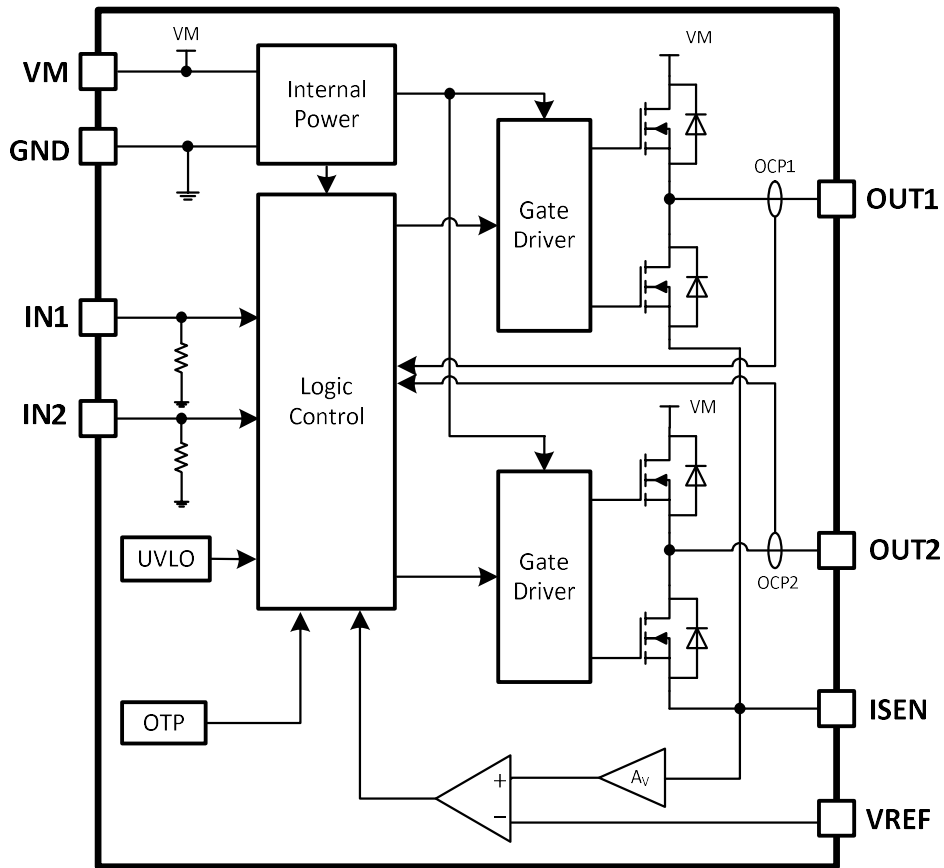 VM
VM
Internal
Power
GND
VM
Gate
Driver
OCP1
OUT1
IN1
IN2
Logic
Control
VM
UVLO
Gate
Driver
OUT2
OCP2
OTP
ISEN
+
AV
−
VREF